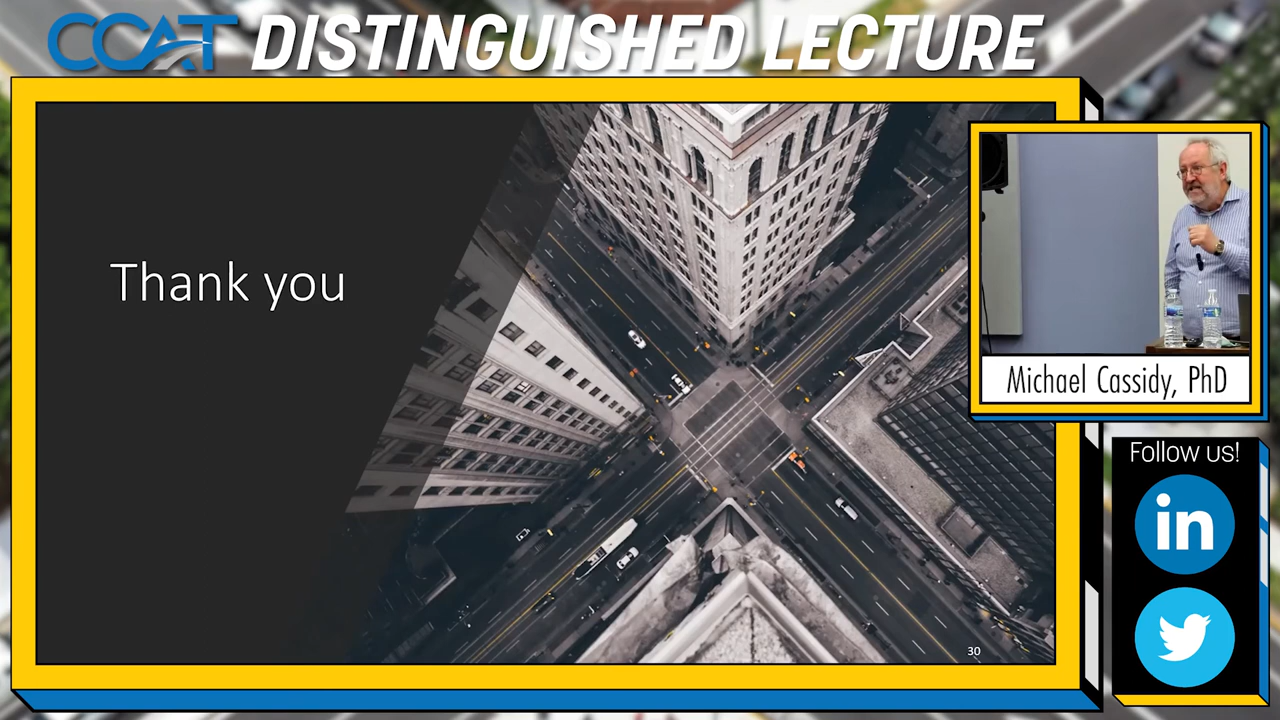 CCAT DISTINGUISHED LECTURE
Thank you
30
Michael Cassidy, PhD
Follow us!
in